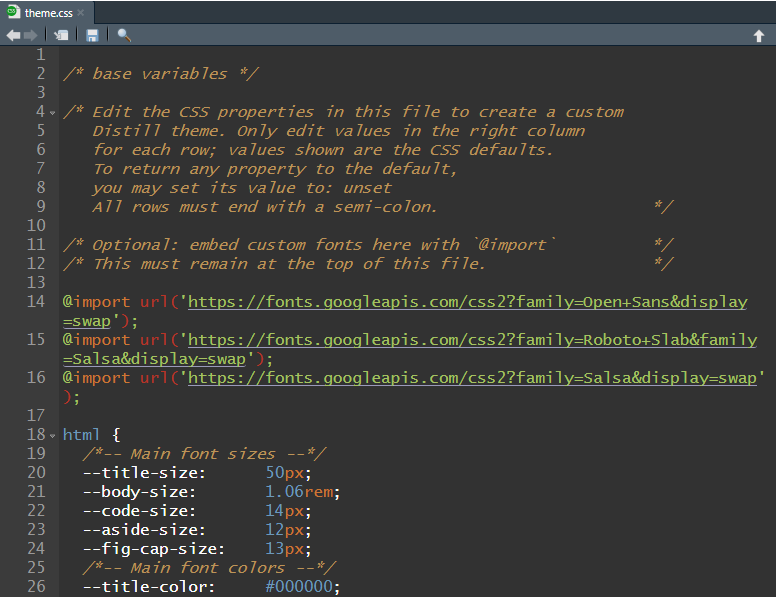 theme.css
1
2 /* base variables */
3
4 /* Edit the CSS properties in this file to create a custom
5 Distill theme. Only edit values in the right column
6 for each row; values shown are the CSS defaults.
7 To return any property to the default,
8 you may set its value to: unset
9 All rows must end with a semi-colon. */
10
11 /* Optional: embed custom fonts here with `@import` */
12 /* This must remain at the top of this file. */
13
14 @import url('https://fonts.googleapis.com/css2?family=Open+Sans&display
=swap');
15 @import url('https://fonts.googleapis.com/css2?family=Roboto+Slab&family
=Salsa&display=swap');
16 @import url('https://fonts.googleapis.com/css2?family=Salsa&display=swap'
);
17
18 html {
19 /*-- Main font sizes --*/
20 --title-size: 50px;
21 --body-size: 1.06rem;
22 --code-size: 14px;
23 --aside-size: 12px;
24 --fig-cap-size: 13px;
25 /*-- Main font colors --*/
26 --title-color: #000000;